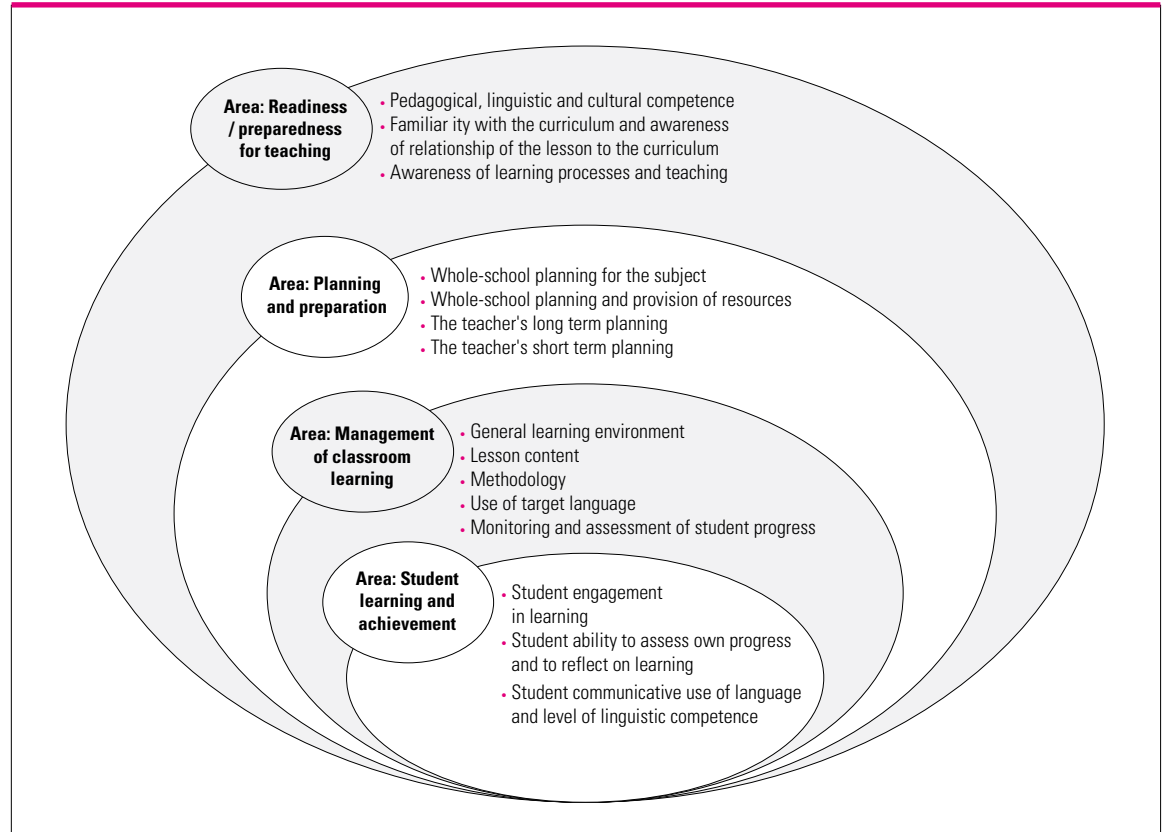 Area: Readiness
/ preparedness
for teaching
• Pedagogical, linguistic and cultural competence
• Familiar ity with the curriculum and awareness
of relationship of the lesson to the curriculum
• Awareness of learning processes and teaching
Area: Planning
and preparation
• Whole-school planning for the subject
• Whole-school planning and provision of resources
• The teacher's long term planning
• The teacher's short term planning
Area: Management
of classroom
learning
• General learning environment
• Lesson content
• Methodology
• Use of target language
• Monitoring and assessment of student progress
Area: Student
learning and
achievement
• Student engagement
in learning
• Student ability to assess own progress
and to reflect on learning
• Student communicative use of language
and level of linguistic competence